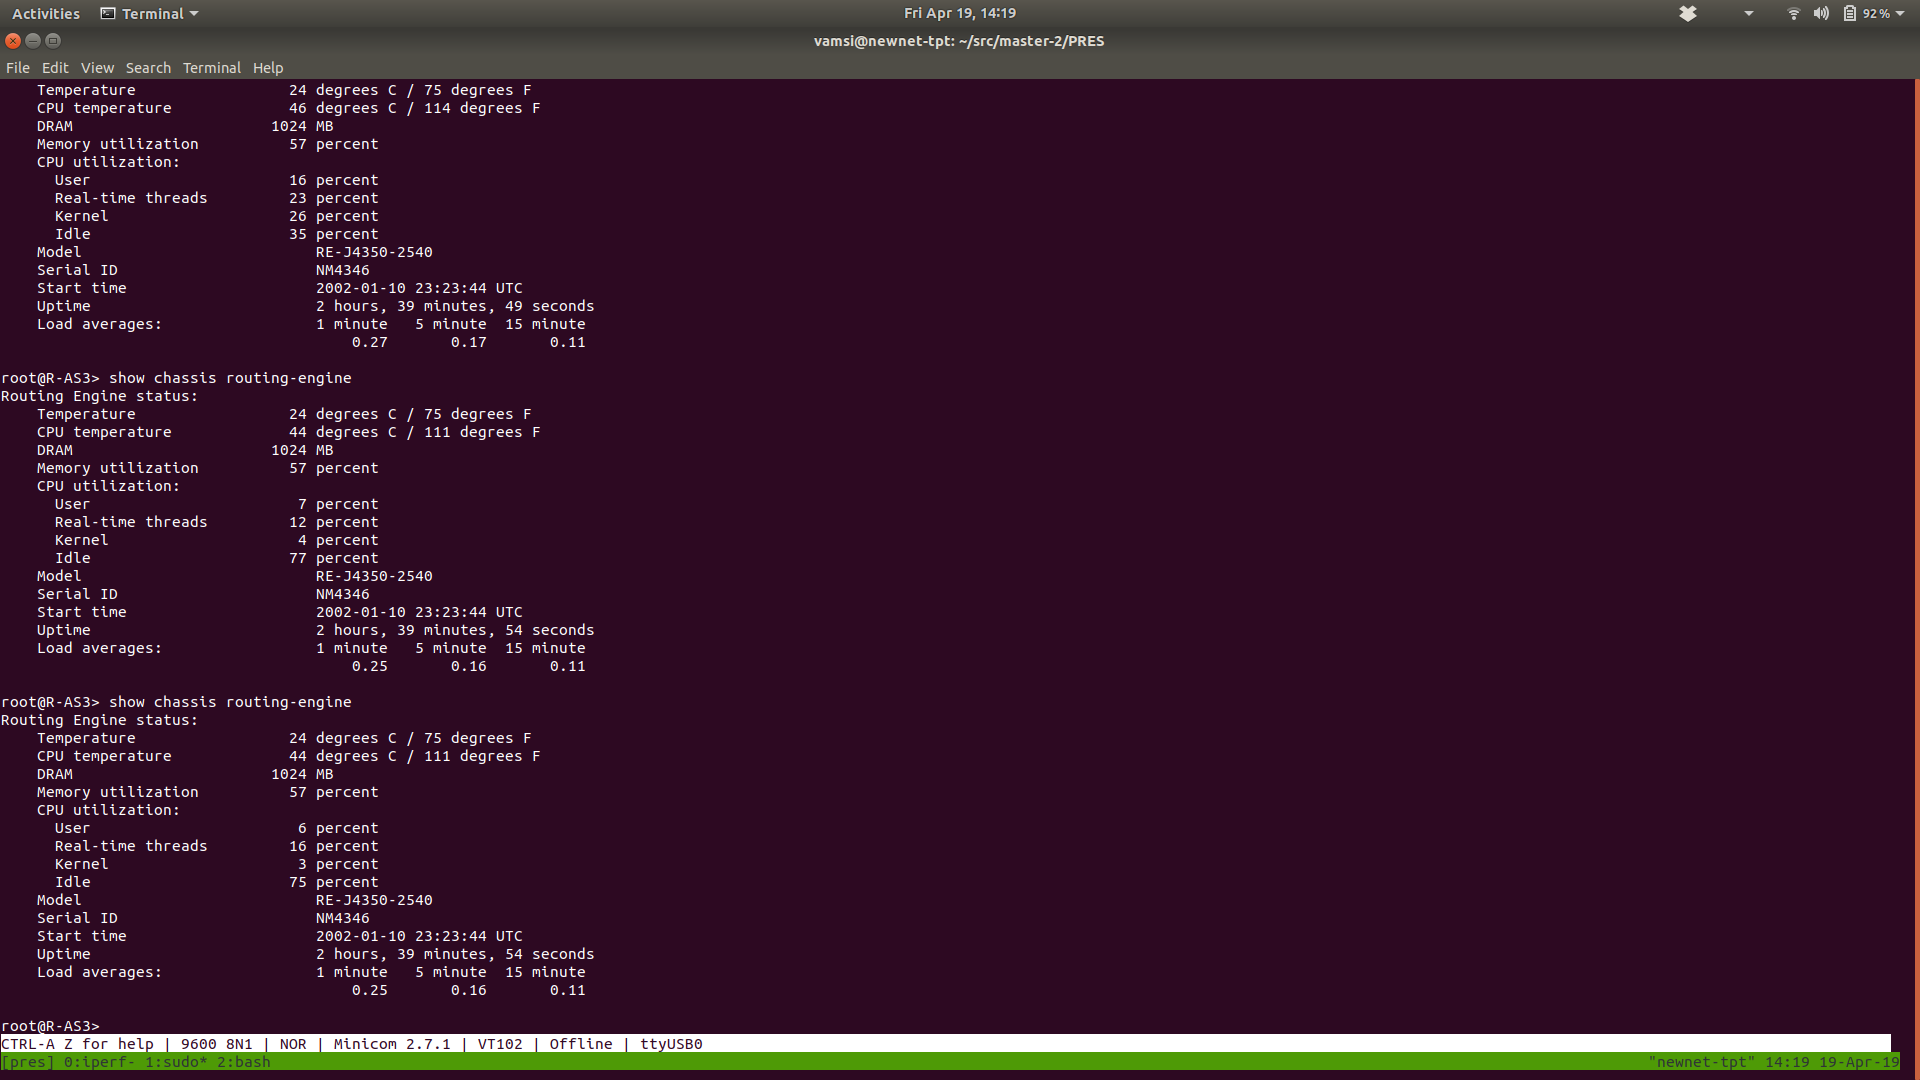 Activities Terminal Fri Apr 19, 14:19 92 %
vamsi@newnet-tpt: ~/src/master-2/PRES
File Edit View Search Terminal Help
    Temperature                 24 degrees C / 75 degrees F
    CPU temperature             46 degrees C / 114 degrees F
    DRAM                      1024 MB
    Memory utilization          57 percent
    CPU utilization:
      User                      16 percent
      Real-time threads         23 percent
      Kernel                    26 percent
      Idle                      35 percent
    Model                          RE-J4350-2540
    Serial ID                      NM4346
    Start time                     2002-01-10 23:23:44 UTC
    Uptime                         2 hours, 39 minutes, 49 seconds
    Load averages:                 1 minute   5 minute  15 minute
                                       0.27       0.17       0.11
root@R-AS3> show chassis routing-engine
Routing Engine status:
    Temperature                 24 degrees C / 75 degrees F
    CPU temperature             44 degrees C / 111 degrees F
    DRAM                      1024 MB
    Memory utilization          57 percent
    CPU utilization:
      User                       7 percent
      Real-time threads         12 percent
      Kernel                     4 percent
      Idle                      77 percent
    Model                          RE-J4350-2540
    Serial ID                      NM4346
    Start time                     2002-01-10 23:23:44 UTC
    Uptime                         2 hours, 39 minutes, 54 seconds
    Load averages:                 1 minute   5 minute  15 minute
                                       0.25       0.16       0.11
root@R-AS3> show chassis routing-engine
Routing Engine status:
    Temperature                 24 degrees C / 75 degrees F
    CPU temperature             44 degrees C / 111 degrees F
    DRAM                      1024 MB
    Memory utilization          57 percent
    CPU utilization:
      User                       6 percent
      Real-time threads         16 percent
      Kernel                     3 percent
      Idle                      75 percent
    Model                          RE-J4350-2540
    Serial ID                      NM4346
    Start time                     2002-01-10 23:23:44 UTC
    Uptime                         2 hours, 39 minutes, 54 seconds
    Load averages:                 1 minute   5 minute  15 minute
                                       0.25       0.16       0.11
root@R-AS3>
CTRL-A Z for help | 9600 8N1 | NOR | Minicom 2.7.1 | VT102 | Offline | ttyUSB0
[pres] 0:iperf- 1:sudo* 2:bash "newnet-tpt" 14:19 19-Apr-19